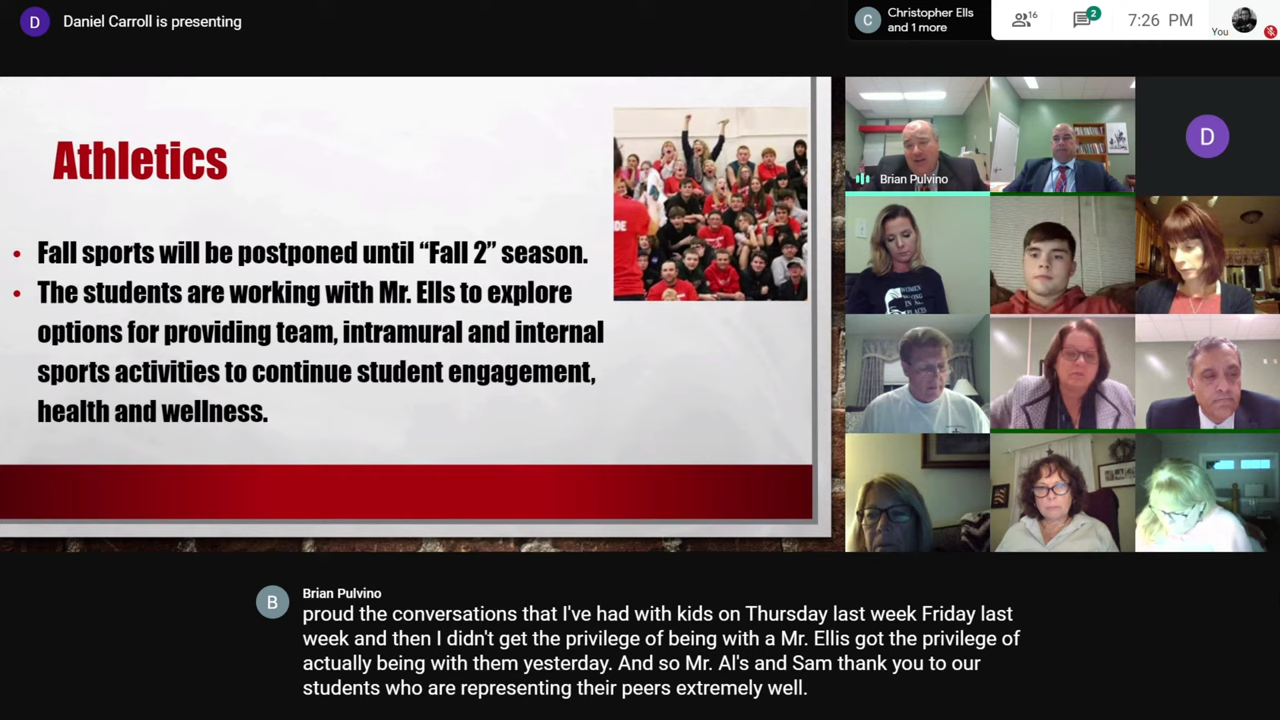 D
Daniel Carroll is presenting
C
Christopher Ells
and 1 more
16
2
7:26 PM
You
Athletics
• Fall sports will be postponed until “Fall 2” season.
• The students are working with Mr. Ells to explore
options for providing team, intramural and internal
sports activities to continue student engagement,
health and wellness.
Brian Pulvino
D
WOMEN
B
Brian Pulvino
proud the conversations that I've had with kids on Thursday last week Friday last
week and then I didn't get the privilege of being with a Mr. Ellis got the privilege of
actually being with them yesterday. And so Mr. Al's and Sam thank you to our
students who are representing their peers extremely well.